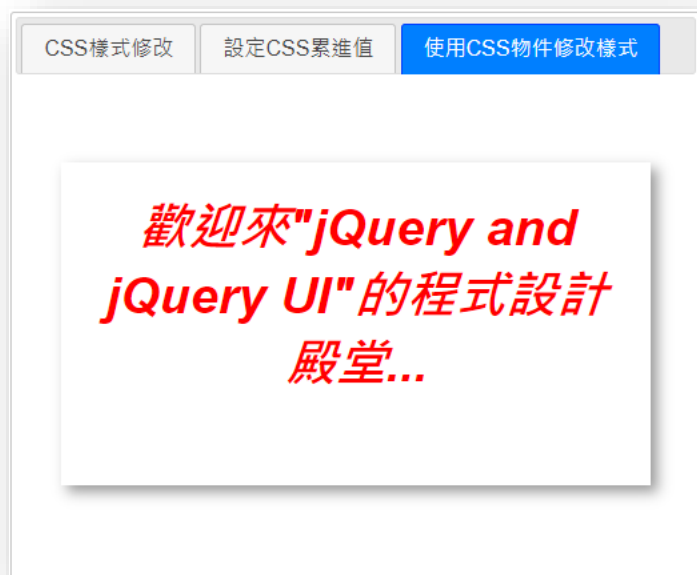 CSS樣式修改
設定CSS累進值
使用CSS物件修改樣式
歡迎來"jQuery and
jQuery UI"的程式設計
殿堂...